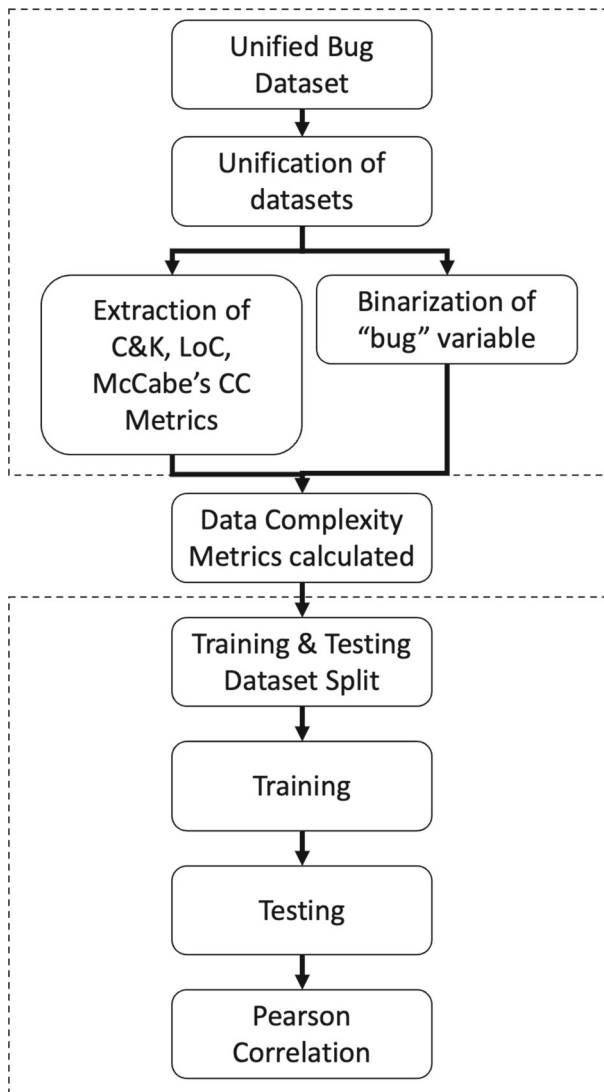 Unified Bug
Dataset
Unification of
datasets
Extraction of
C&K, LoC,
McCabe’s CC
Metrics
Binarization of
“bug” variable
Data Complexity
Metrics calculated
Training & Testing
Dataset Split
Training
Testing
Pearson
Correlation